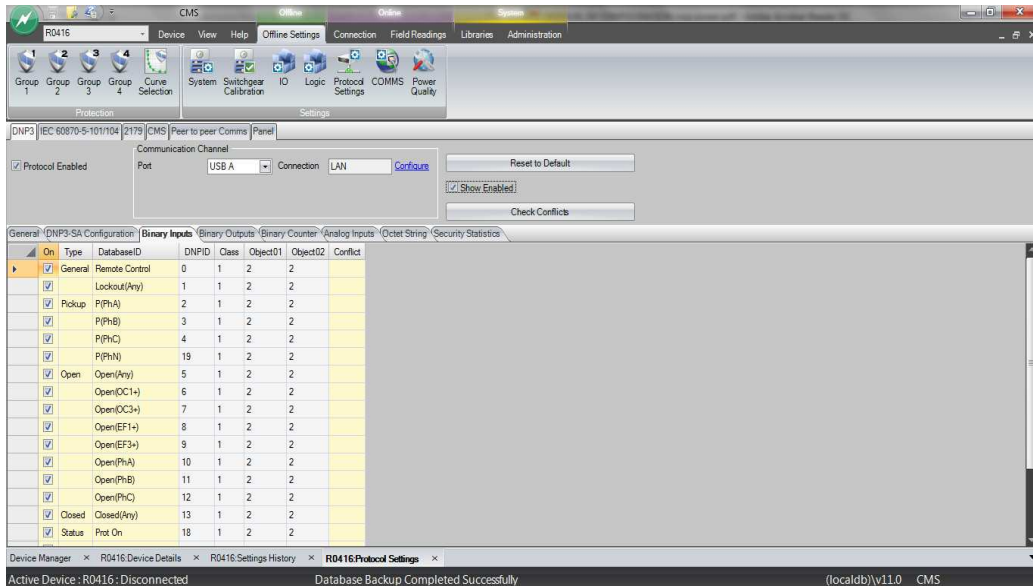 CMS Offline Online System
R0416 Device View Help Offline Settings Connection Field Readings Libraries Administration
1 2 3 4
Group 1 Group 2 Group 3 Group 4 Curve Selection System Switchgear Calibration IO Logic Protocol Settings COMMS Power Quality
Protection Settings
DNP3 IEC 60870-5-101/104 2179 CMS Peer to peer Comms Panel
Communication Channel
Protocol Enabled Port USB A Connection LAN Configure Reset to Default
Show Enabled
Check Conflicts
General DNP3-SA Configuration Binary Inputs Binary Outputs Binary Counter Analog Inputs Octet String Security Statistics
On Type DatabaseID DNPID Class Object01 Object02 Conflict
General Remote Control 0 1 2 2
Lockout(Any) 1 1 2 2
Pickup P(PhA) 2 1 2 2
P(PhB) 3 1 2 2
P(PhC) 4 1 2 2
P(PhN) 19 1 2 2
Open Open(Any) 5 1 2 2
Open(OC1+) 6 1 2 2
Open(OC3+) 7 1 2 2
Open(EF1+) 8 1 2 2
Open(EF3+) 9 1 2 2
Open(PhA) 10 1 2 2
Open(PhB) 11 1 2 2
Open(PhC) 12 1 2 2
Closed Closed(Any) 13 1 2 2
Status Prot On 18 1 2 2
Device Manager × R0416:Device Details × R0416:Settings History × R0416:Protocol Settings ×
Active Device : R0416 : Disconnected Database Backup Completed Successfully (localdb)\v11.0 CMS